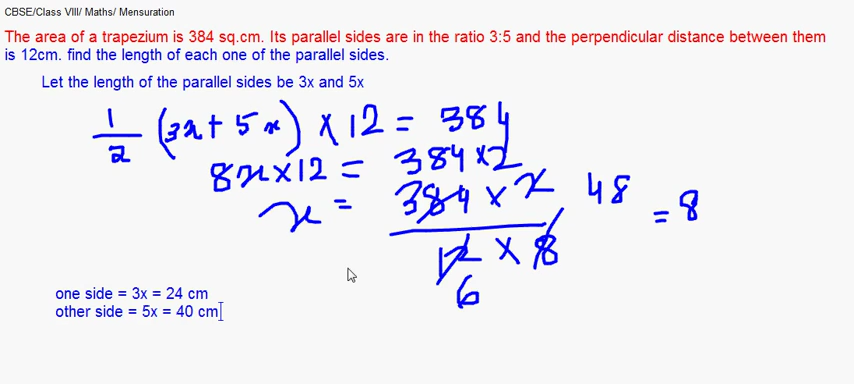 CBSE/Class VIII/ Maths/ Mensuration
The area of a trapezium is 384 sq.cm. Its parallel sides are in the ratio 3:5 and the perpendicular distance between them
is 12cm. find the length of each one of the parallel sides.
Let the length of the parallel sides be 3x and 5x
1/2 (3x + 5x) × 12 = 384
8x × 12 = 384 × 2
x = 384 × 2 / 12 × 8 48 = 8
6
one side = 3x = 24 cm
other side = 5x = 40 cm